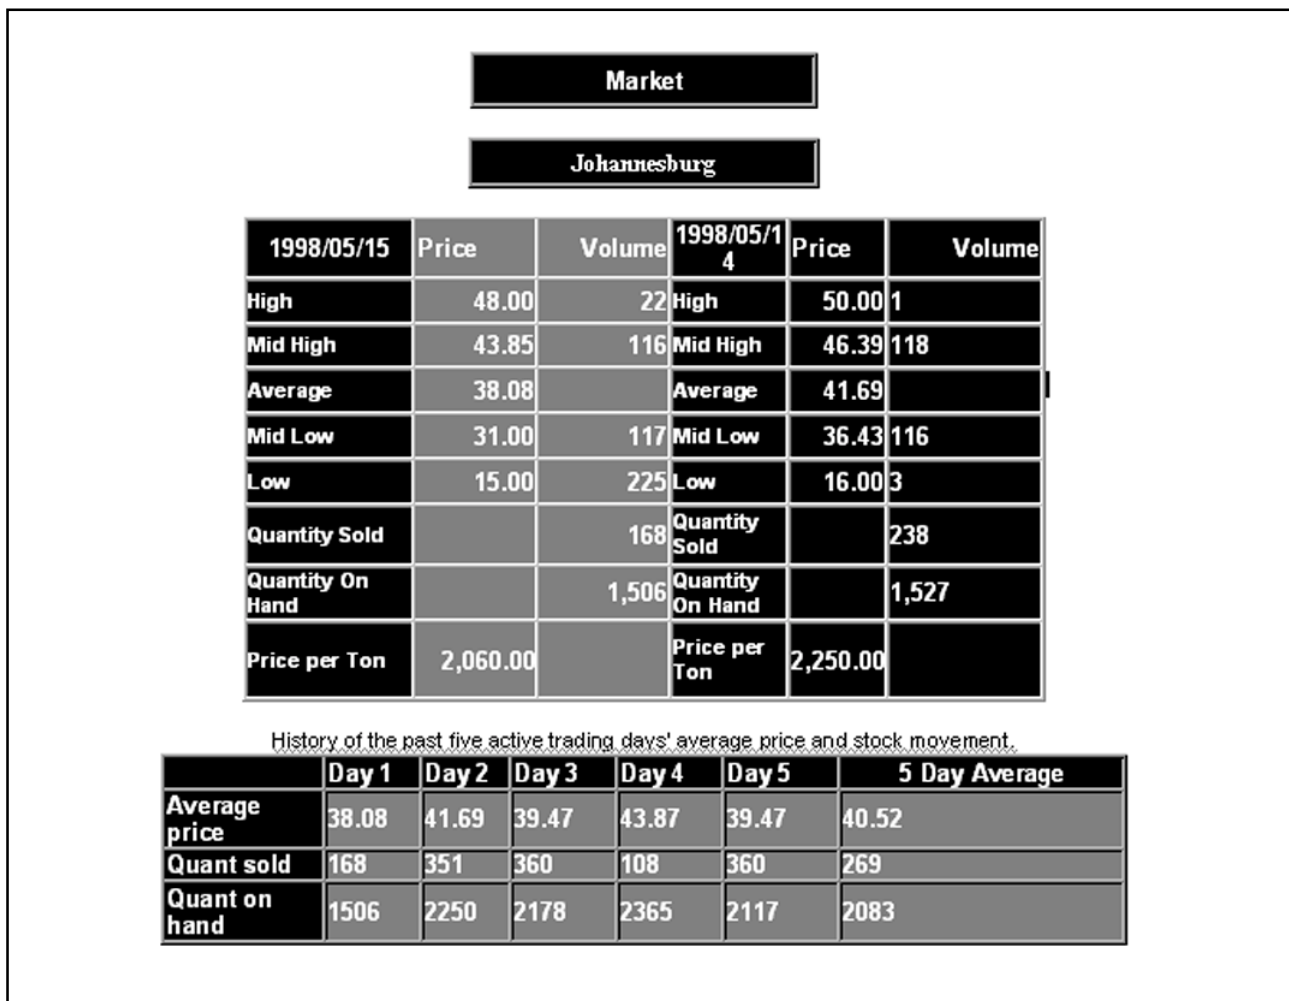 Market
Johannesburg
1998/05/15 Price Volume 1998/05/1 Price Volume
4
High 48.00 22 High 50.00 1
Mid High 43.85 116 Mid High 46.39 118
Average 38.08 Average 41.69
Mid Low 31.00 117 Mid Low 36.43 116
Low 15.00 225 Low 16.00 3
Quantity Sold 168 Quantity 238
Sold
Quantity On 1,506 Quantity 1,527
Hand On Hand
Price per Ton 2,060.00 Price per 2,250.00
Ton
History of the past five active trading days' average price and stock movement.
Day 1 Day 2 Day 3 Day 4 Day 5 5 Day Average
Average 38.08 41.69 39.47 43.87 39.47 40.52
price
Quant sold 168 351 360 108 360 269
Quant on 1506 2250 2178 2365 2117 2083
hand